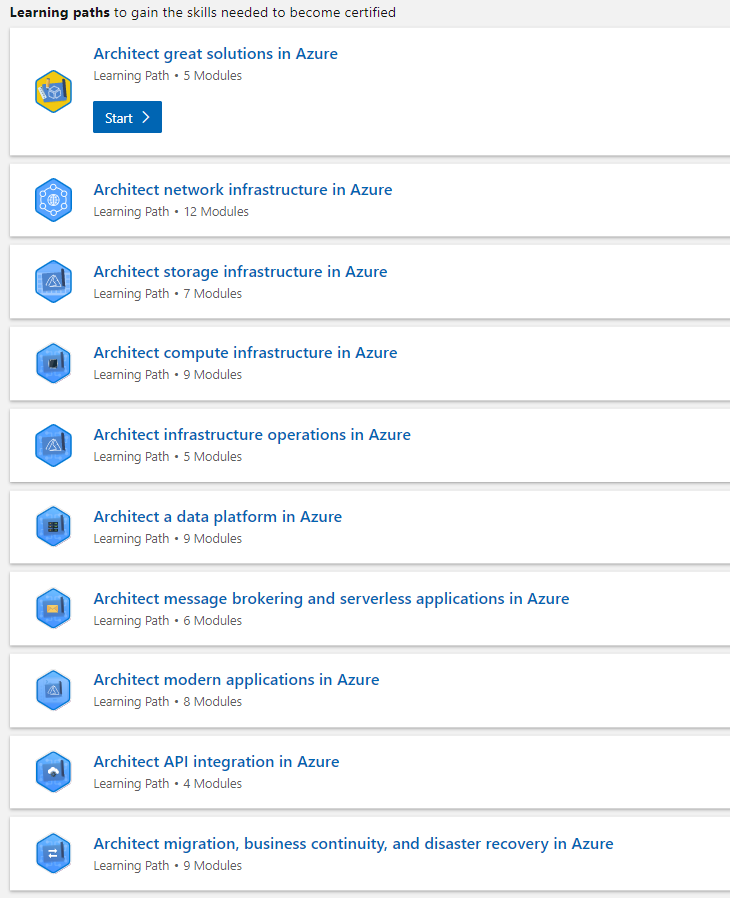 Learning paths to gain the skills needed to become certified
Architect great solutions in Azure
Learning Path • 5 Modules
Start
Architect network infrastructure in Azure
Learning Path • 12 Modules
Architect storage infrastructure in Azure
Learning Path • 7 Modules
Architect compute infrastructure in Azure
Learning Path • 9 Modules
Architect infrastructure operations in Azure
Learning Path • 5 Modules
Architect a data platform in Azure
Learning Path • 9 Modules
Architect message brokering and serverless applications in Azure
Learning Path • 6 Modules
Architect modern applications in Azure
Learning Path • 8 Modules
Architect API integration in Azure
Learning Path • 4 Modules
Architect migration, business continuity, and disaster recovery in Azure
Learning Path • 9 Modules